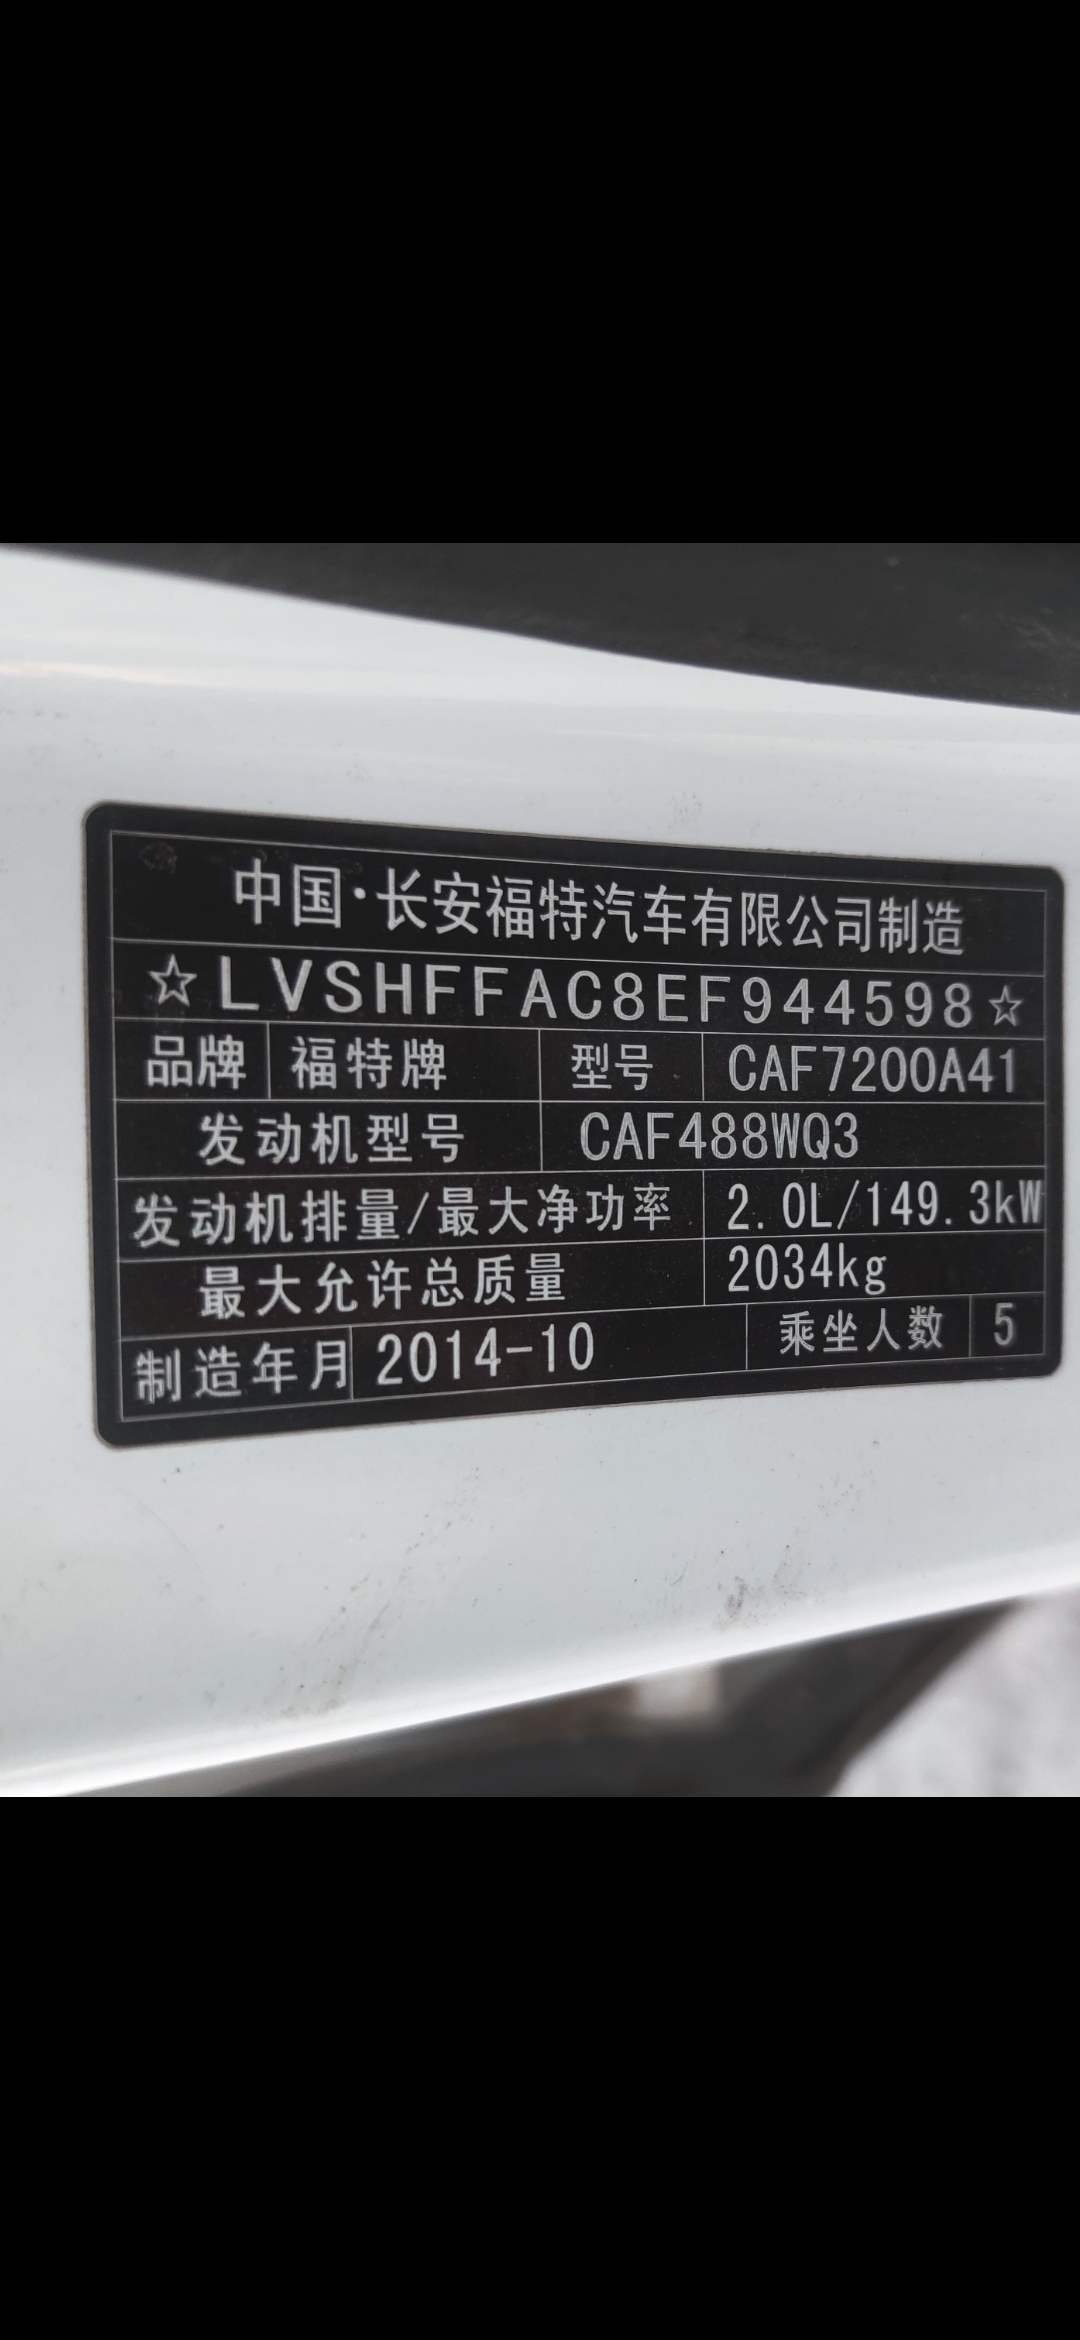 中国·长安福特汽车有限公司制造
☆LVSHFFAC8EF944598☆
品牌 福特牌 型号 CAF7200A41
发动机型号 CAF488WQ3
发动机排量/最大净功率 2.0L/149.3kW
最大允许总质量 2034kg
制造年月 2014-10 乘坐人数 5